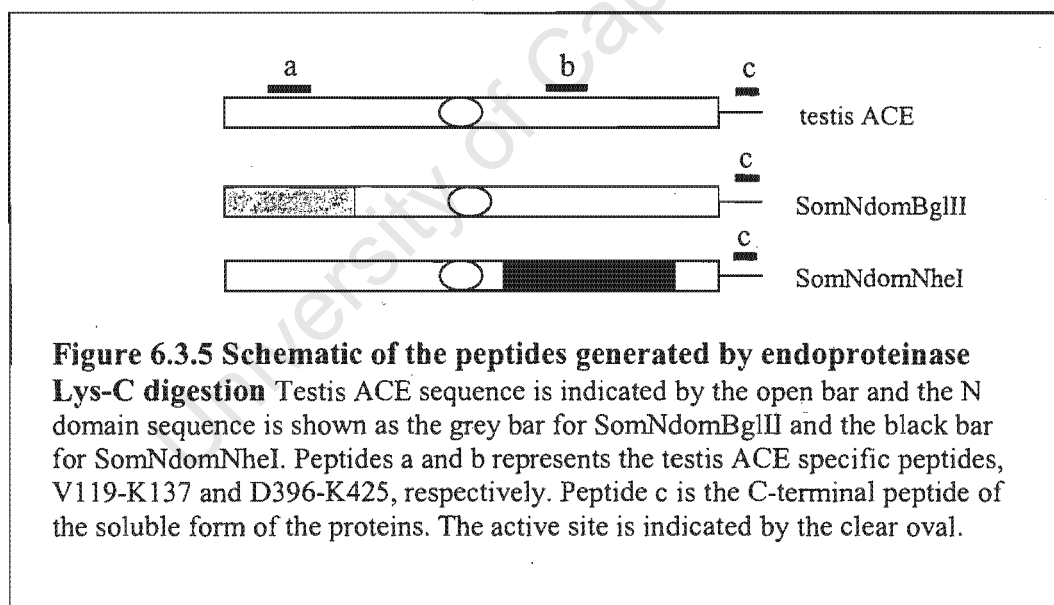 a b c
testis ACE
c
SomNdomBglII
c
SomNdomNheI
Figure 6.3.5 Schematic of the peptides generated by endoproteinase
Lys-C digestion Testis ACE sequence is indicated by the open bar and the N
domain sequence is shown as the grey bar for SomNdomBglII and the black bar
for SomNdomNheI. Peptides a and b represents the testis ACE specific peptides,
V119-K137 and D396-K425, respectively. Peptide c is the C-terminal peptide of
the soluble form of the proteins. The active site is indicated by the clear oval.
University of Cap